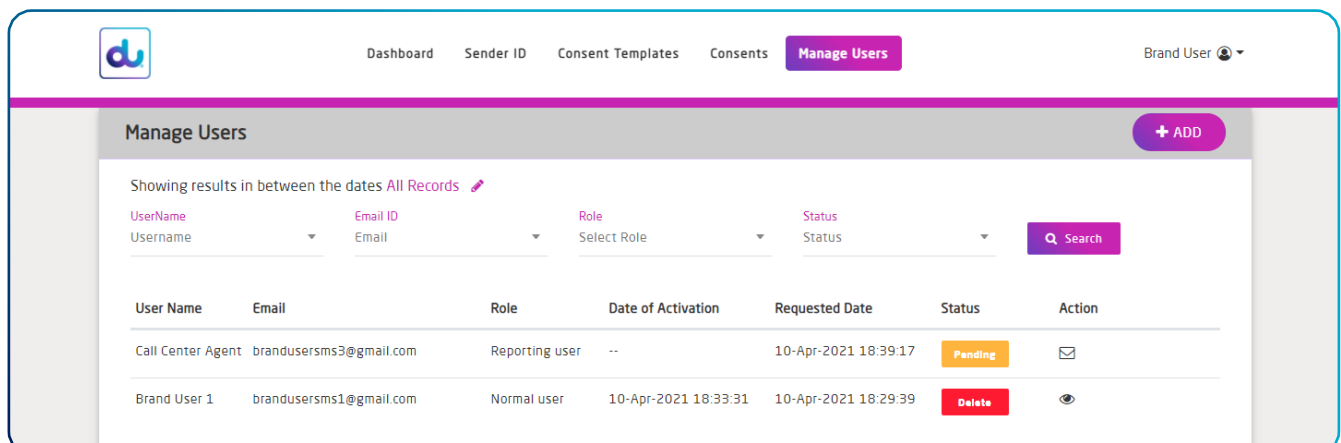 du
Dashboard Sender ID Consent Templates Consents Manage Users Brand User
Manage Users + ADD
Showing results in between the dates All Records
UserName Email ID Role Status
Username Email Select Role Status Search
User Name Email Role Date of Activation Requested Date Status Action
Call Center Agent brandusersms3@gmail.com Reporting user -- 10-Apr-2021 18:39:17 Pending
Brand User 1 brandusersms1@gmail.com Normal user 10-Apr-2021 18:33:31 10-Apr-2021 18:29:39 Delete